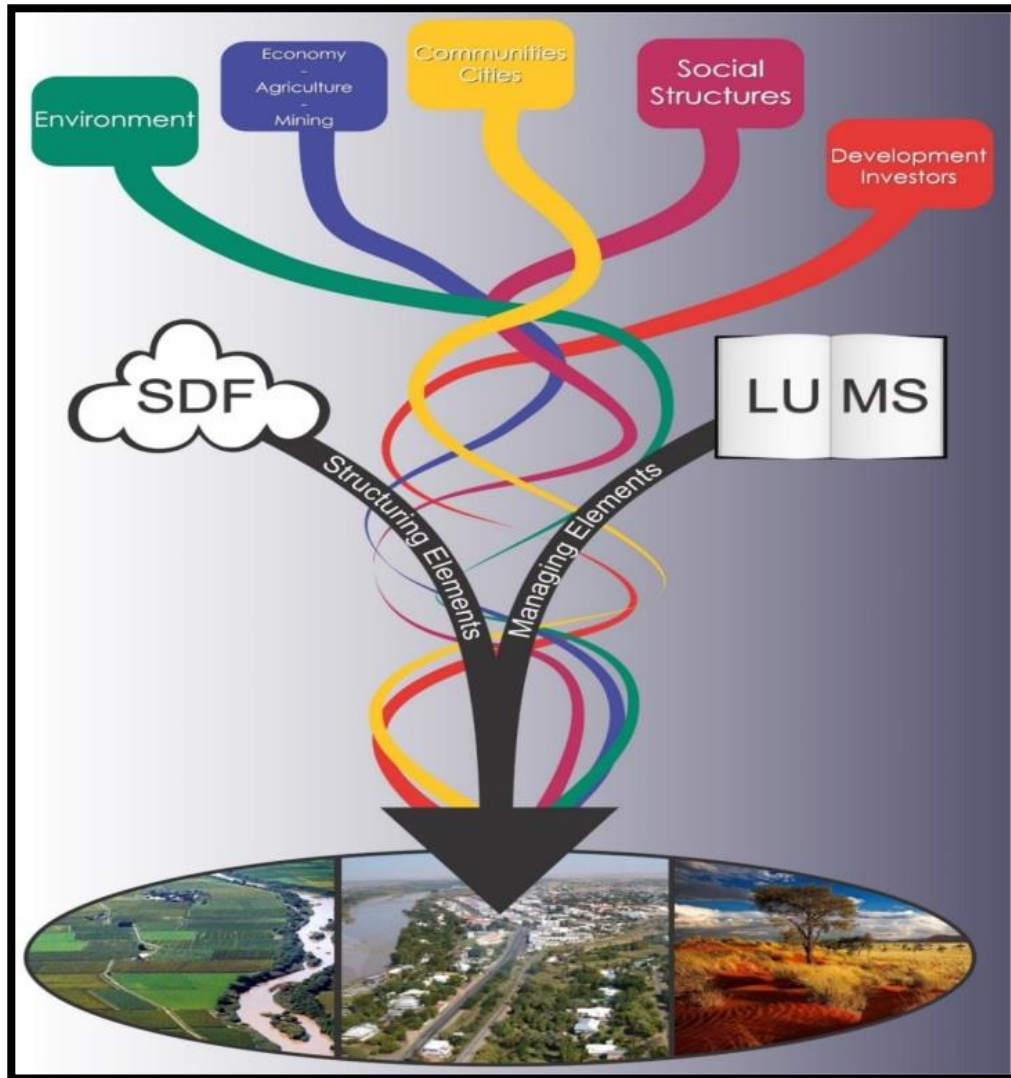 Environment
Economy
-
Agriculture
-
Mining
Communities
Cities
Social
Structures
Development
Investors
SDF
LU MS
Structuring Elements
Managing Elements